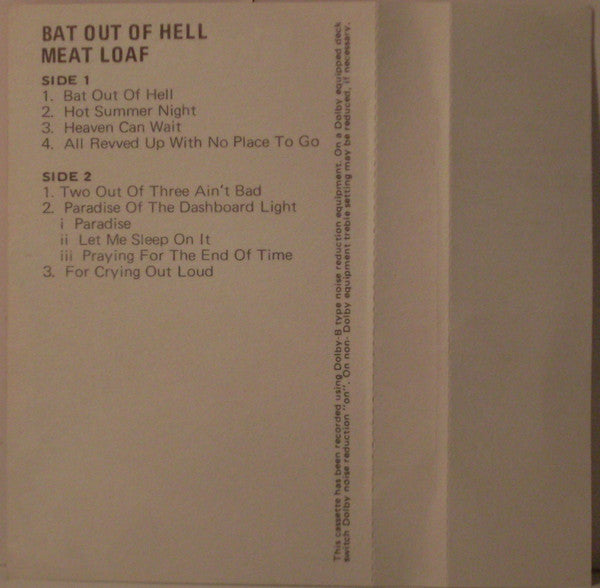 BAT OUT OF HELL
MEAT LOAF
SIDE 1
1. Bat Out Of Hell
2. Hot Summer Night
3. Heaven Can Wait
4. All Revved Up With No Place To Go
SIDE 2
1. Two Out Of Three Ain't Bad
2. Paradise Of The Dashboard Light
i Paradise
ii Let Me Sleep On It
iii Praying For The End Of Time
3. For Crying Out Loud
This cassette has been recorded using Dolby-B type noise reduction equipment. On a Dolby equipped deck
switch Dolby noise reduction "on". On non- Dolby equipment treble setting may be reduced, if necessary.